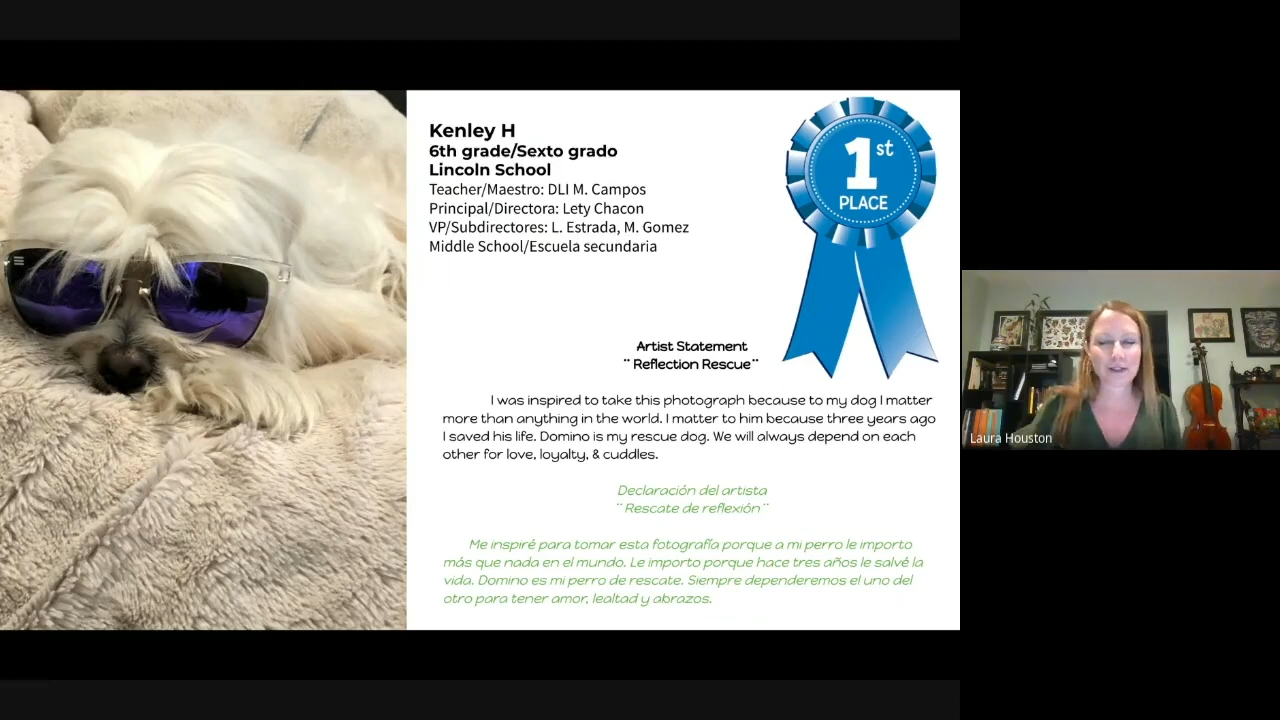 Kenley H
6th grade/Sexto grado
Lincoln School
Teacher/Maestro: DLI M. Campos
Principal/Directora: Lety Chacon
VP/Subdirectores: L. Estrada, M. Gomez
Middle School/Escuela secundaria
1st
PLACE
Artist Statement
¨ Reflection Rescue¨
I was inspired to take this photograph because to my dog I matter
more than anything in the world. I matter to him because three years ago
I saved his life. Domino is my rescue dog. We will always depend on each
other for love, loyalty, & cuddles.
Declaración del artista
¨ Rescate de reflexión ¨
Me inspiré para tomar esta fotografía porque a mi perro le importo
más que nada en el mundo. Le importo porque hace tres años le salvé la
vida. Domino es mi perro de rescate. Siempre dependeremos el uno del
otro para tener amor, lealtad y abrazos.
Laura Houston